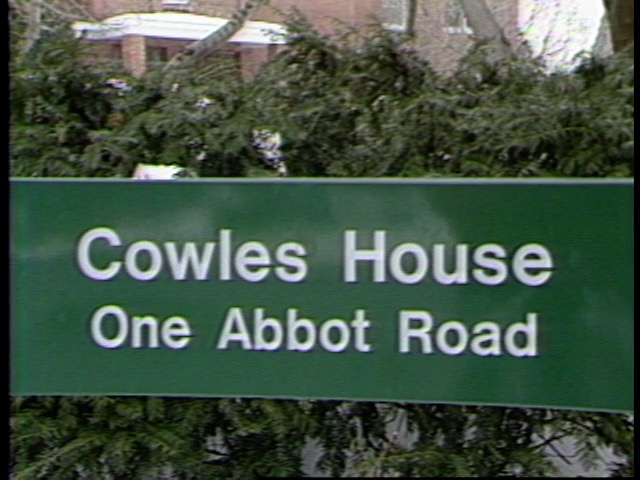 Cowles House
One Abbot Road